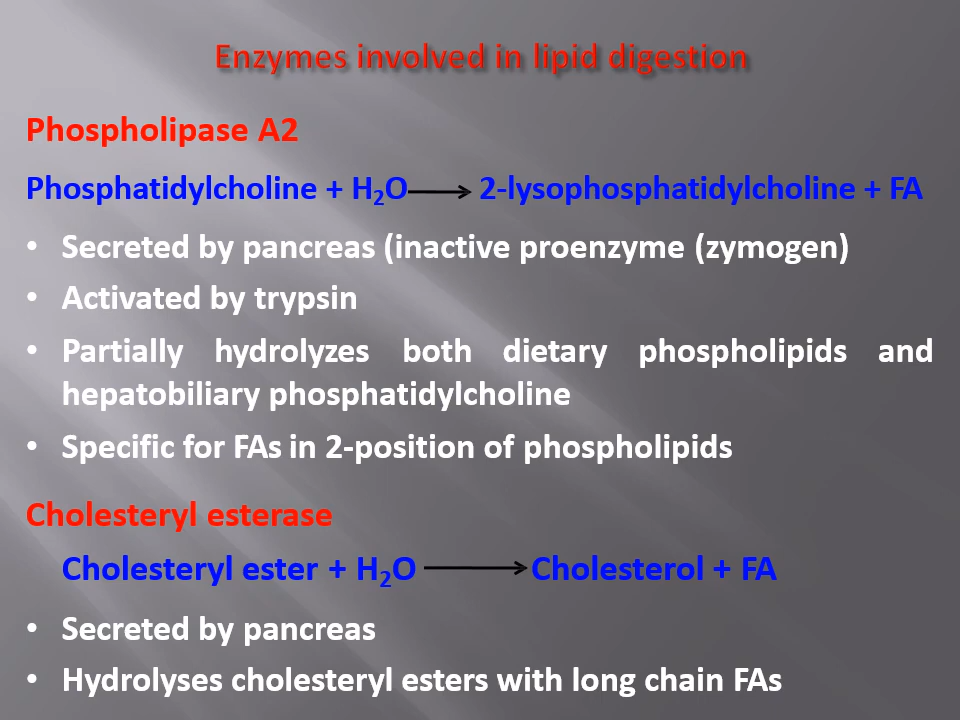 Enzymes involved in lipid digestion
Phospholipase A2
Phosphatidylcholine + H₂O → 2-lysophosphatidylcholine + FA
• Secreted by pancreas (inactive proenzyme (zymogen)
• Activated by trypsin
• Partially hydrolyzes both dietary phospholipids and
hepatobiliary phosphatidylcholine
• Specific for FAs in 2-position of phospholipids
Cholesteryl esterase
Cholesteryl ester + H₂O → Cholesterol + FA
• Secreted by pancreas
• Hydrolyses cholesteryl esters with long chain FAs